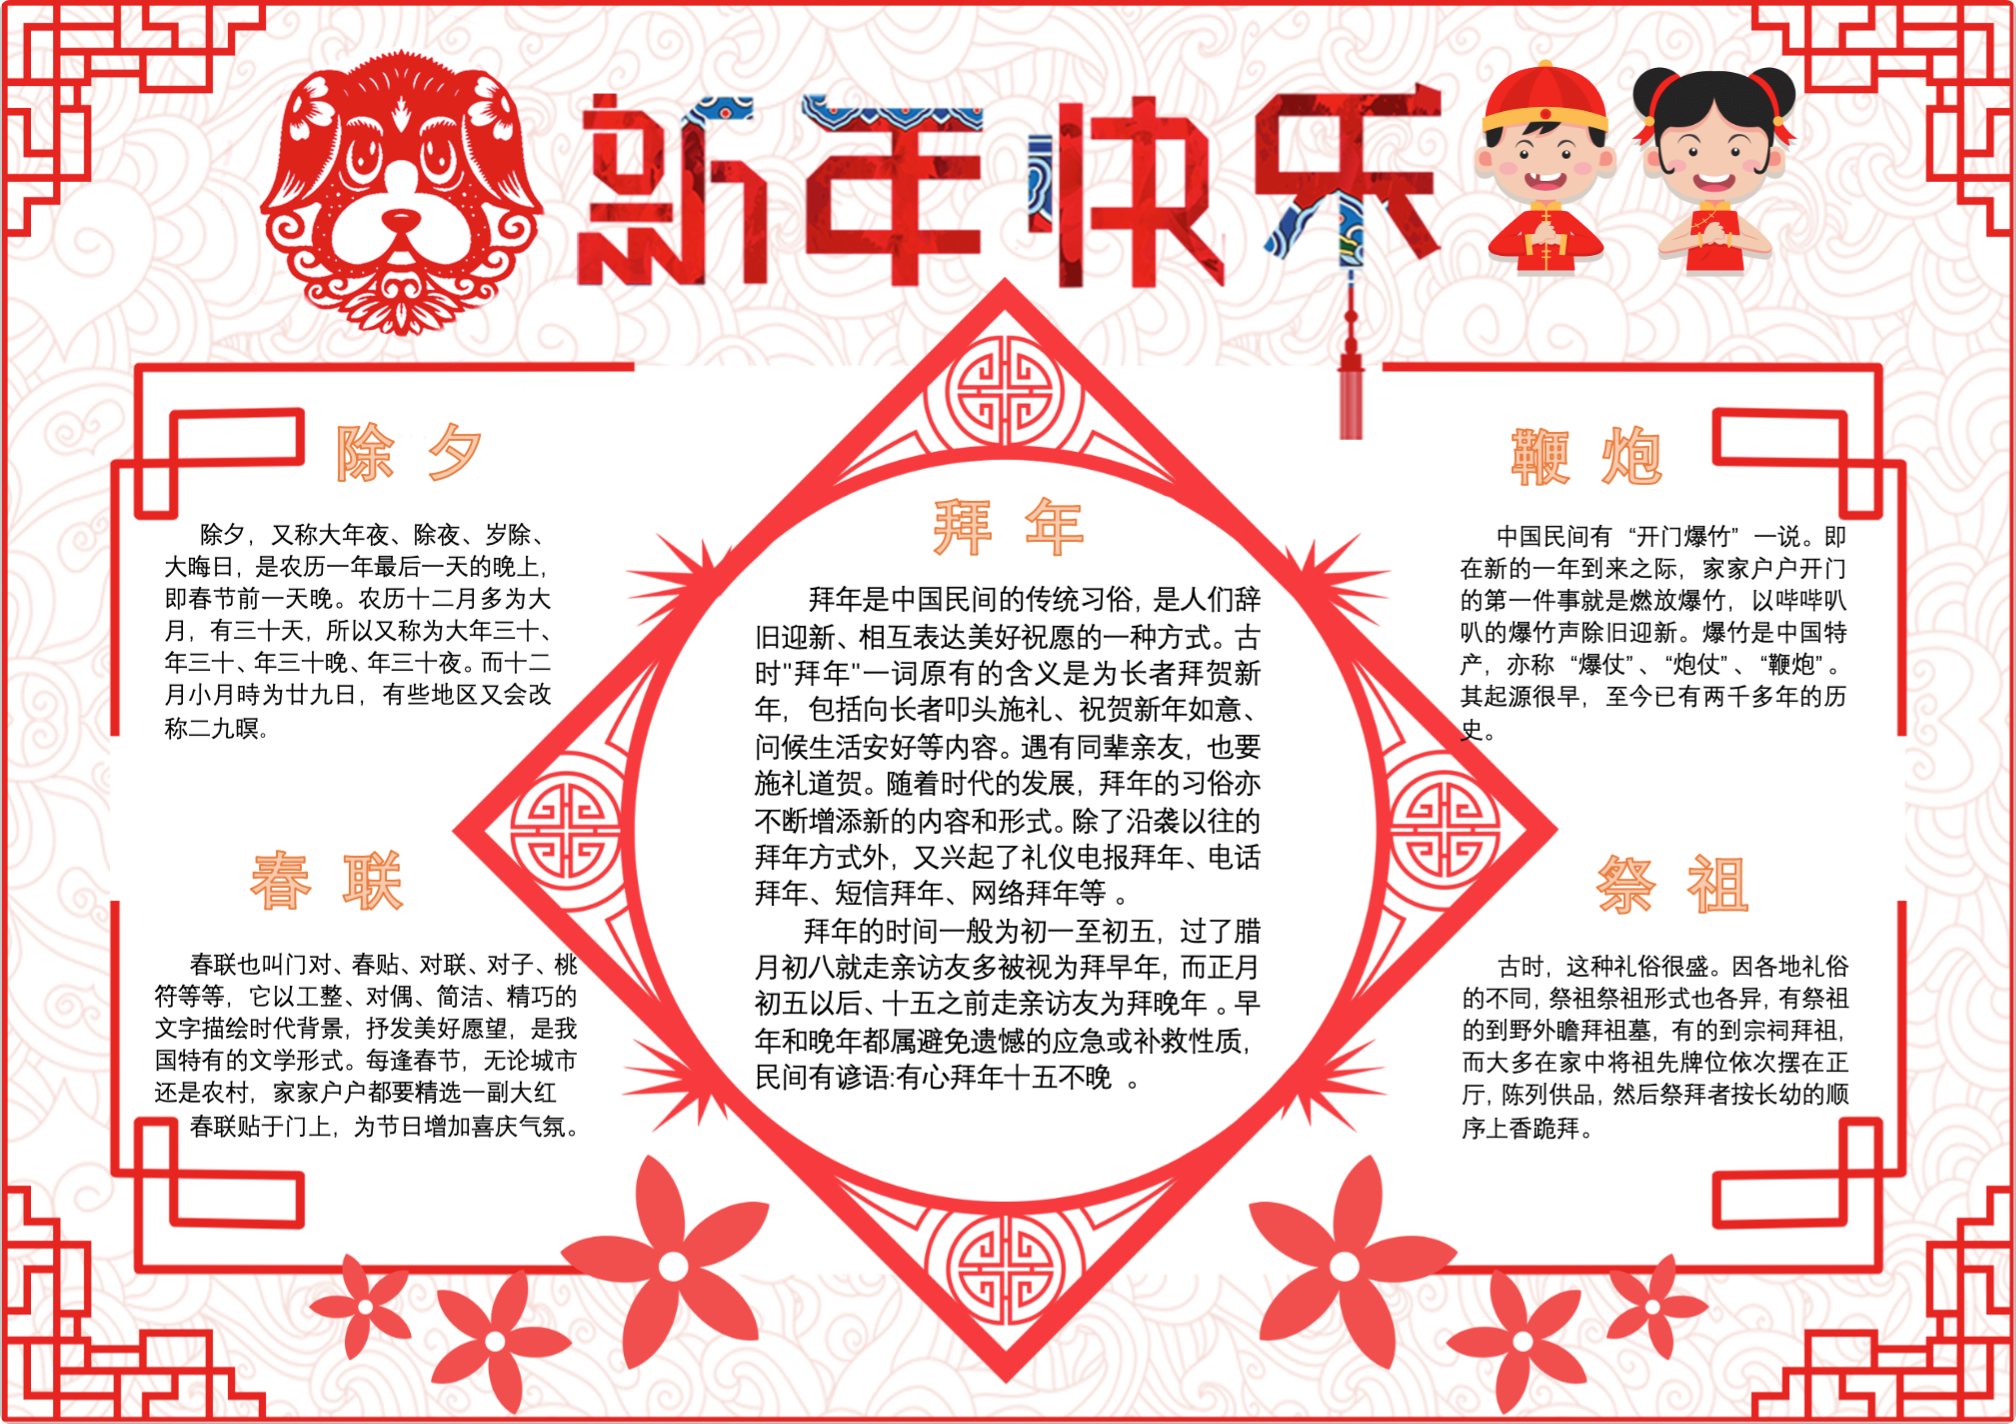 新年快乐
除夕
除夕，又称大年夜、除夜、岁除、
大晦日，是农历一年最后一天的晚上，
即春节前一天晚。农历十二月多为大
月，有三十天，所以又称为大年三十、
年三十、年三十晚、年三十夜。而十二
月小月時为廿九日，有些地区又会改
称二九暝。
春联
春联也叫门对、春贴、对联、对子、桃
符等等，它以工整、对偶、简洁、精巧的
文字描绘时代背景，抒发美好愿望，是我
国特有的文学形式。每逢春节，无论城市
还是农村，家家户户都要精选一副大红
春联贴于门上，为节日增加喜庆气氛。
拜年
拜年是中国民间的传统习俗，是人们辞
旧迎新、相互表达美好祝愿的一种方式。古
时"拜年"一词原有的含义是为长者拜贺新
年，包括向长者叩头施礼、祝贺新年如意、
问候生活安好等内容。遇有同辈亲友，也要
施礼道贺。随着时代的发展，拜年的习俗亦
不断增添新的内容和形式。除了沿袭以往的
拜年方式外，又兴起了礼仪电报拜年、电话
拜年、短信拜年、网络拜年等 。
拜年的时间一般为初一至初五，过了腊
月初八就走亲访友多被视为拜早年，而正月
初五以后、十五之前走亲访友为拜晚年 。早
年和晚年都属避免遗憾的应急或补救性质，
民间有谚语:有心拜年十五不晚 。
鞭炮
中国民间有 “开门爆竹” 一说。即
在新的一年到来之际，家家户户开门
的第一件事就是燃放爆竹，以哔哔叭
叭的爆竹声除旧迎新。爆竹是中国特
产，亦称 “爆仗” 、 “炮仗” 、 “鞭炮” 。
其起源很早，至今已有两千多年的历
史。
祭祖
古时，这种礼俗很盛。因各地礼俗
的不同，祭祖祭祖形式也各异，有祭祖
的到野外瞻拜祖墓，有的到宗祠拜祖，
而大多在家中将祖先牌位依次摆在正
厅，陈列供品，然后祭拜者按长幼的顺
序上香跪拜。